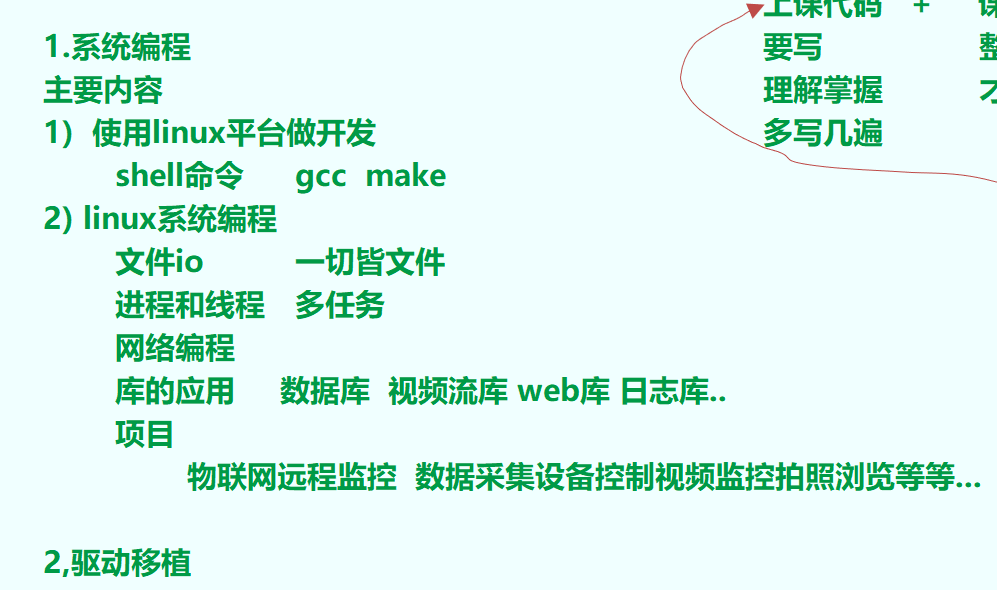 上课代码 +
1.系统编程
要写
主要内容
理解掌握
1) 使用linux平台做开发
多写几遍
shell命令 gcc make
2) linux系统编程
文件io 一切皆文件
进程和线程 多任务
网络编程
库的应用 数据库 视频流库 web库 日志库..
项目
物联网远程监控 数据采集设备控制视频监控拍照浏览等等...
2,驱动移植